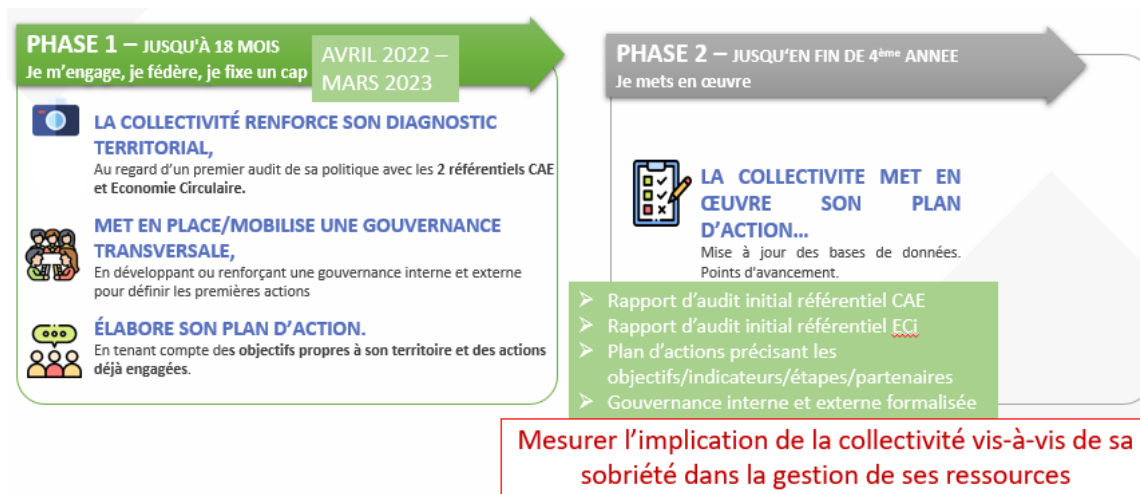 PHASE 1 – JUSQU'À 18 MOIS
Je m'engage, je fédère, je fixe un cap
AVRIL 2022 –
MARS 2023
LA COLLECTIVITÉ RENFORCE SON DIAGNOSTIC
TERRITORIAL,
Au regard d'un premier audit de sa politique avec les 2 référentiels CAE
et Economie Circulaire.
MET EN PLACE/MOBILISE UNE GOUVERNANCE
TRANSVERSALE,
En développant ou renforçant une gouvernance interne et externe
pour définir les premières actions
ÉLABORE SON PLAN D'ACTION.
En tenant compte des objectifs propres à son territoire et des actions
déjà engagées.
PHASE 2 – JUSQU'EN FIN DE 4ème ANNEE
Je mets en œuvre
LA COLLECTIVITE MET EN
ŒUVRE SON PLAN
D'ACTION…
Mise à jour des bases de données.
Points d'avancement.
➢ Rapport d'audit initial référentiel CAE
➢ Rapport d'audit initial référentiel ECi
➢ Plan d'actions précisant les
objectifs/indicateurs/étapes/partenaires
➢ Gouvernance interne et externe formalisée
Mesurer l'implication de la collectivité vis-à-vis de sa
sobriété dans la gestion de ses ressources